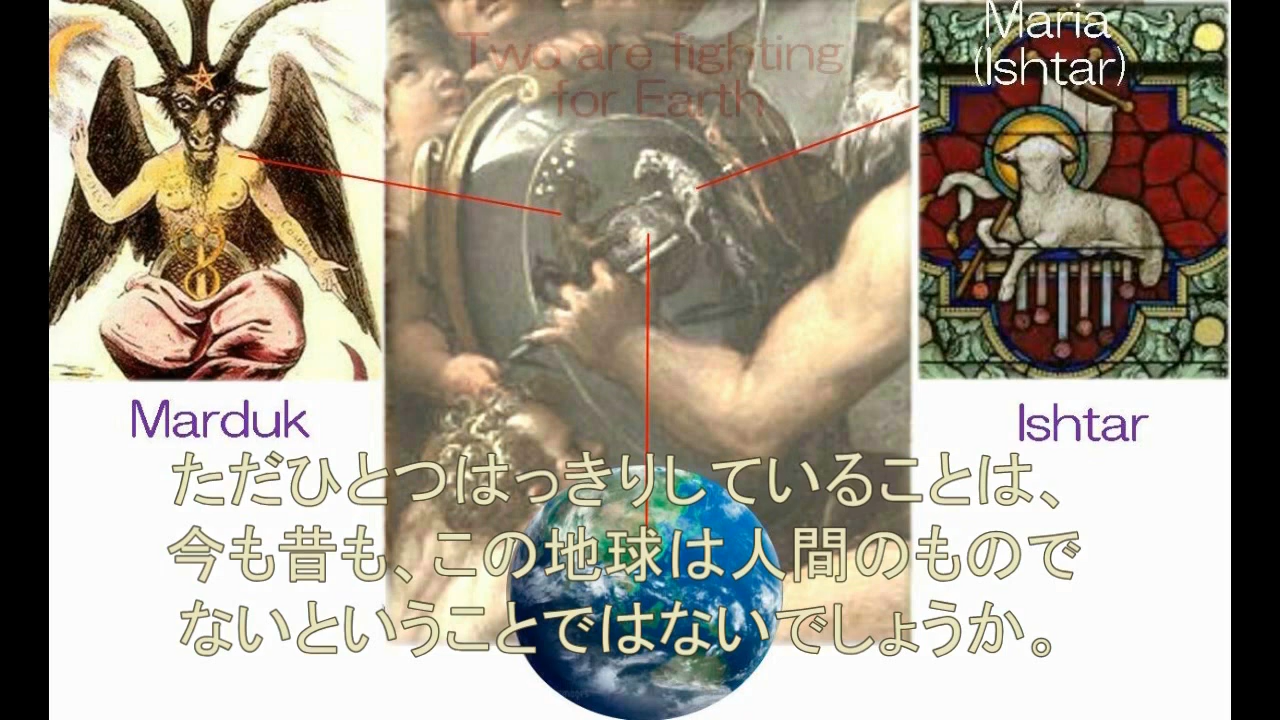 Two are fighting
for Earth
Maria
(Ishtar)
Marduk
Ishtar
ただひとつはっきりしていることは、
今も昔も、この地球は人間のもので
ないということではないでしょうか。